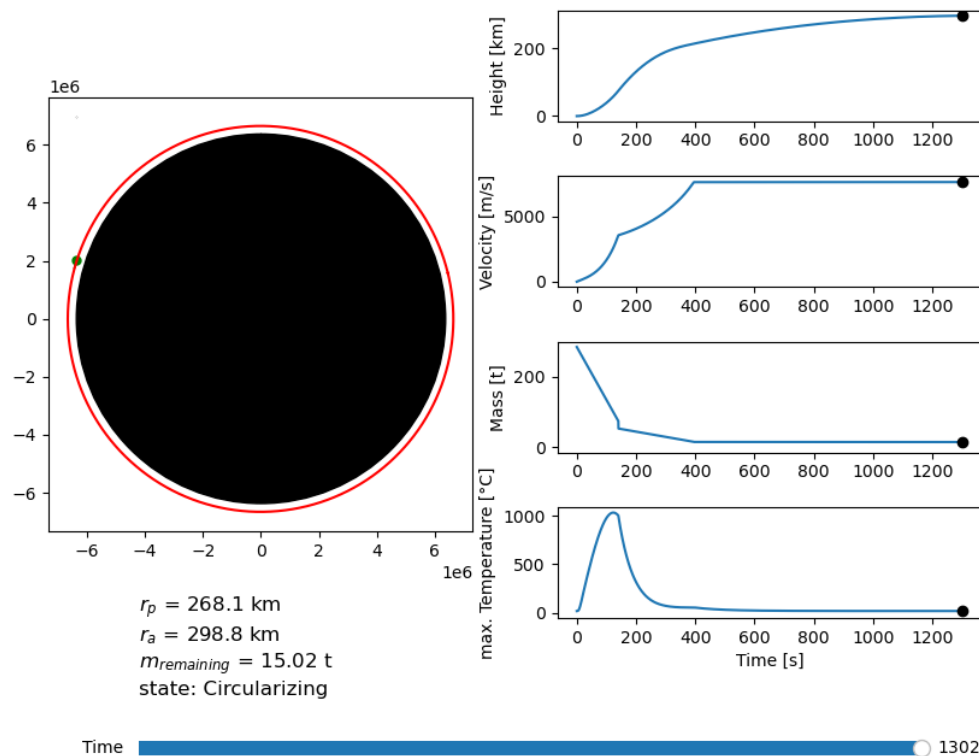 1e6
6
4
2
0
−2
−4
−6
−6 −4 −2 0 2 4 6
1e6
Height [km]
200
0
0 200 400 600 800 1000 1200
Velocity [m/s]
5000
0
0 200 400 600 800 1000 1200
Mass [t]
200
0
0 200 400 600 800 1000 1200
max. Temperature [°C]
1000
500
0
0 200 400 600 800 1000 1200
Time [s]
r_p = 268.1 km
r_a = 298.8 km
m_remaining = 15.02 t
state: Circularizing
Time 1302